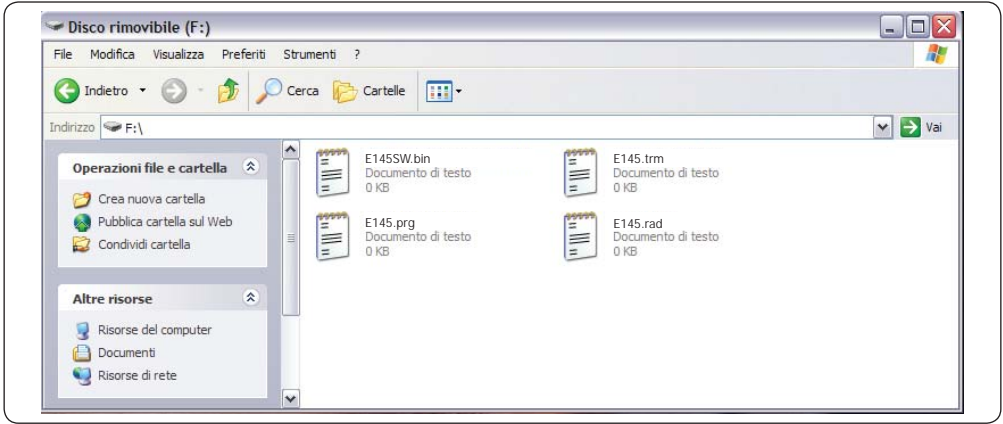 Disco rimovibile (F:)
File Modifica Visualizza Preferiti Strumenti ?
Indietro Cerca Cartelle
Indirizzo F:\ Vai
Operazioni file e cartella
Crea nuova cartella
Pubblica cartella sul Web
Condividi cartella
Altre risorse
Risorse del computer
Documenti
Risorse di rete
E145SW.bin
Documento di testo
0 KB
E145.trm
Documento di testo
0 KB
E145.prg
Documento di testo
0 KB
E145.rad
Documento di testo
0 KB